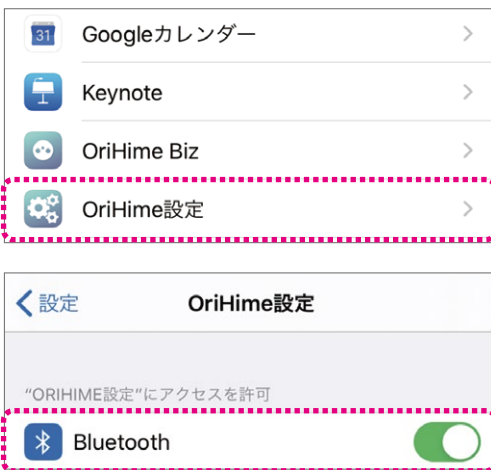 31
Googleカレンダー
Keynote
OriHime Biz
OriHime設定
設定 OriHime設定
"ORIHIME設定"にアクセスを許可
Bluetooth